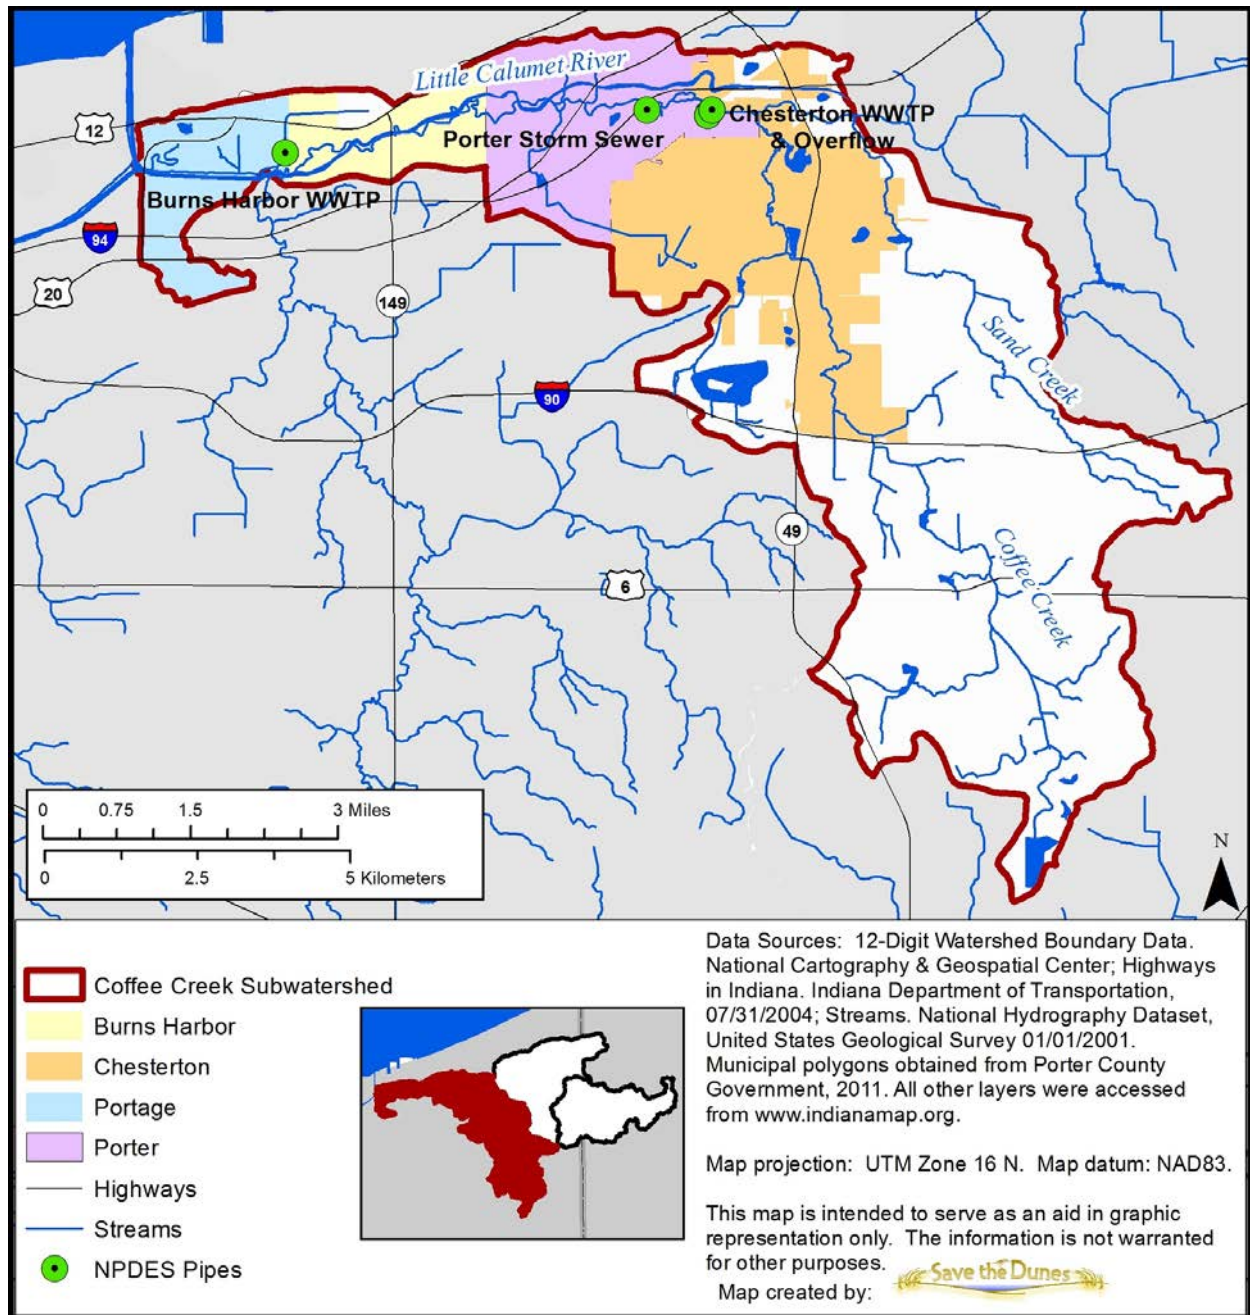 Little Calumet River
12
Chesterton WWTP
& Overflow
Porter Storm Sewer
Burns Harbor WWTP
94
20
149
Sand Creek
90
49
Coffee Creek
6
0 0.75 1.5 3 Miles
0 2.5 5 Kilometers
N
Coffee Creek Subwatershed
Burns Harbor
Chesterton
Portage
Porter
Highways
Streams
NPDES Pipes
Data Sources: 12-Digit Watershed Boundary Data.
National Cartography & Geospatial Center; Highways
in Indiana. Indiana Department of Transportation,
07/31/2004; Streams. National Hydrography Dataset,
United States Geological Survey 01/01/2001.
Municipal polygons obtained from Porter County
Government, 2011. All other layers were accessed
from www.indianamap.org.
Map projection: UTM Zone 16 N. Map datum: NAD83.
This map is intended to serve as an aid in graphic
representation only. The information is not warranted
for other purposes.
Map created by: Save the Dunes